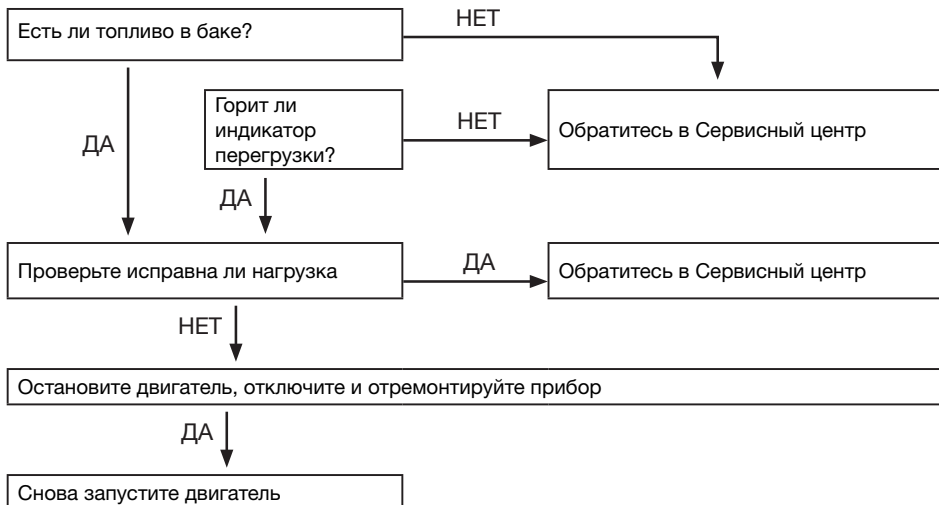 Есть ли топливо в баке?
НЕТ
ДА
Горит ли
индикатор
перегрузки?
НЕТ
Обратитесь в Сервисный центр
ДА
Проверьте исправна ли нагрузка
ДА
Обратитесь в Сервисный центр
НЕТ
Остановите двигатель, отключите и отремонтируйте прибор
ДА
Снова запустите двигатель